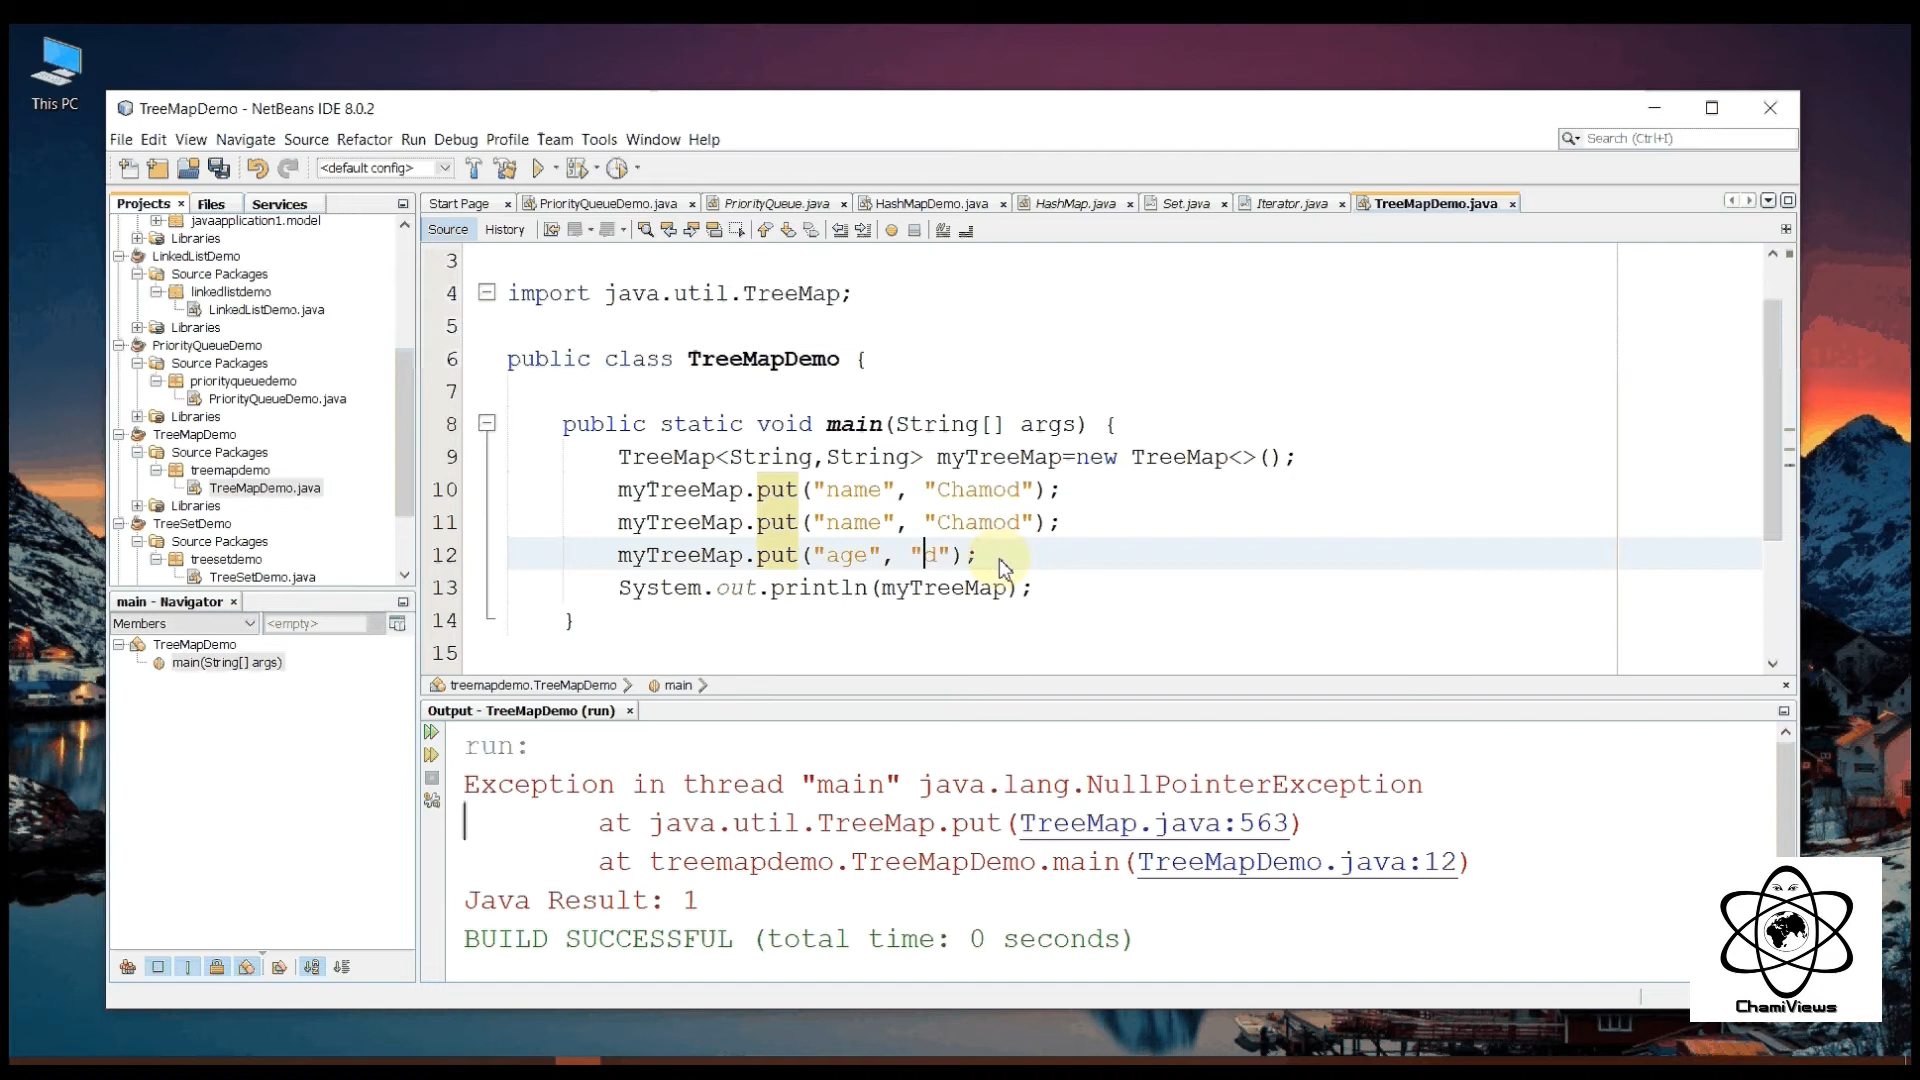 This PC
TreeMapDemo - NetBeans IDE 8.0.2
File Edit View Navigate Source Refactor Run Debug Profile Team Tools Window Help
Search (Ctrl+I)
<default config>
Projects Files Services
Start Page PriorityQueueDemo.java PriorityQueue.java HashMapDemo.java HashMap.java Set.java Iterator.java TreeMapDemo.java
Source History
javaapplication1.model
Libraries
LinkedListDemo
Source Packages
linkedlistdemo
LinkedListDemo.java
Libraries
PriorityQueueDemo
Source Packages
priorityqueuedemo
PriorityQueueDemo.java
Libraries
TreeMapDemo
Source Packages
treemapdemo
TreeMapDemo.java
Libraries
TreeSetDemo
Source Packages
treesetdemo
TreeSetDemo.java
main - Navigator
Members <empty>
TreeMapDemo
main(String[] args)
3
4 import java.util.TreeMap;
5
6 public class TreeMapDemo {
7
8 public static void main(String[] args) {
9 TreeMap<String,String> myTreeMap=new TreeMap<>();
10 myTreeMap.put("name", "Chamod");
11 myTreeMap.put("name", "Chamod");
12 myTreeMap.put("age", "d");
13 System.out.println(myTreeMap);
14 }
15
treemapdemo.TreeMapDemo main
Output - TreeMapDemo (run)
run:
Exception in thread "main" java.lang.NullPointerException
at java.util.TreeMap.put(TreeMap.java:563)
at treemapdemo.TreeMapDemo.main(TreeMapDemo.java:12)
Java Result: 1
BUILD SUCCESSFUL (total time: 0 seconds)
ChamiViews